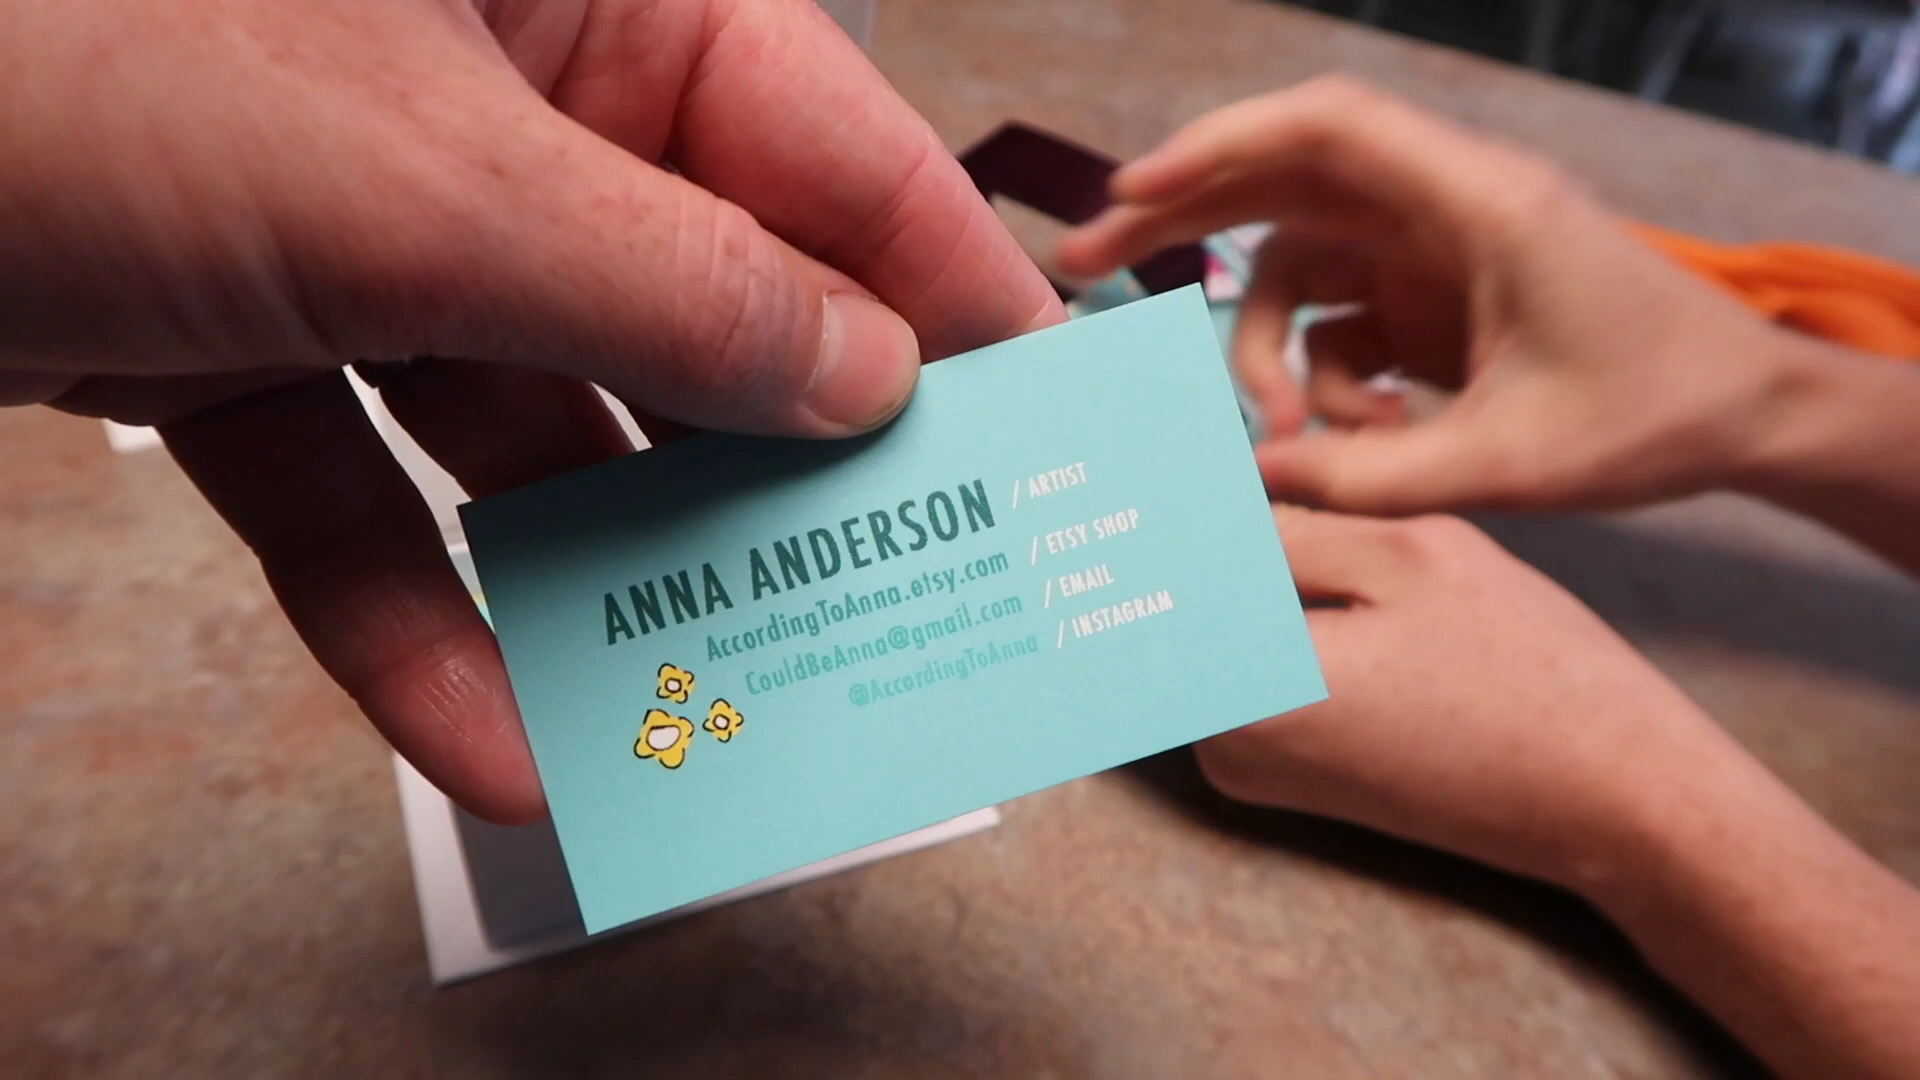 ANNA ANDERSON / ARTIST
AccordingToAnna.etsy.com / ETSY SHOP
CouldBeAnna@gmail.com / EMAIL
@AccordingToAnna / INSTAGRAM